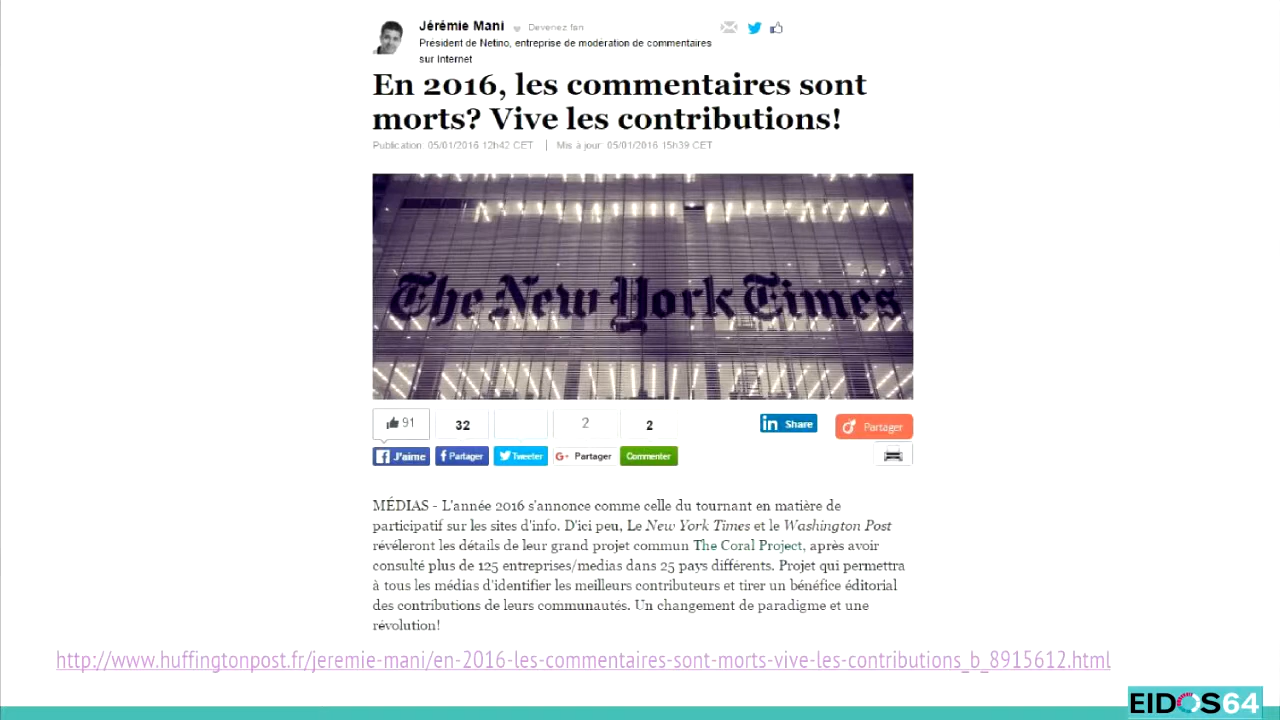 Jérémie Mani Devenez fan
Président de Netino, entreprise de modération de commentaires
sur Internet
En 2016, les commentaires sont
morts? Vive les contributions!
Publication: 05/01/2016 12h42 CET | Mis à jour: 05/01/2016 15h39 CET
The New York Times
91 32 2 2
in Share Partager
J'aime Partager Tweeter G+ Partager Commenter
MÉDIAS - L'année 2016 s'annonce comme celle du tournant en matière de
participatif sur les sites d'info. D'ici peu, Le New York Times et le Washington Post
révéleront les détails de leur grand projet commun The Coral Project, après avoir
consulté plus de 125 entreprises/medias dans 25 pays différents. Projet qui permettra
à tous les médias d'identifier les meilleurs contributeurs et tirer un bénéfice éditorial
des contributions de leurs communautés. Un changement de paradigme et une
révolution!
http://www.huffingtonpost.fr/jeremie-mani/en-2016-les-commentaires-sont-morts-vive-les-contributions_b_8915612.html
EIDOS64